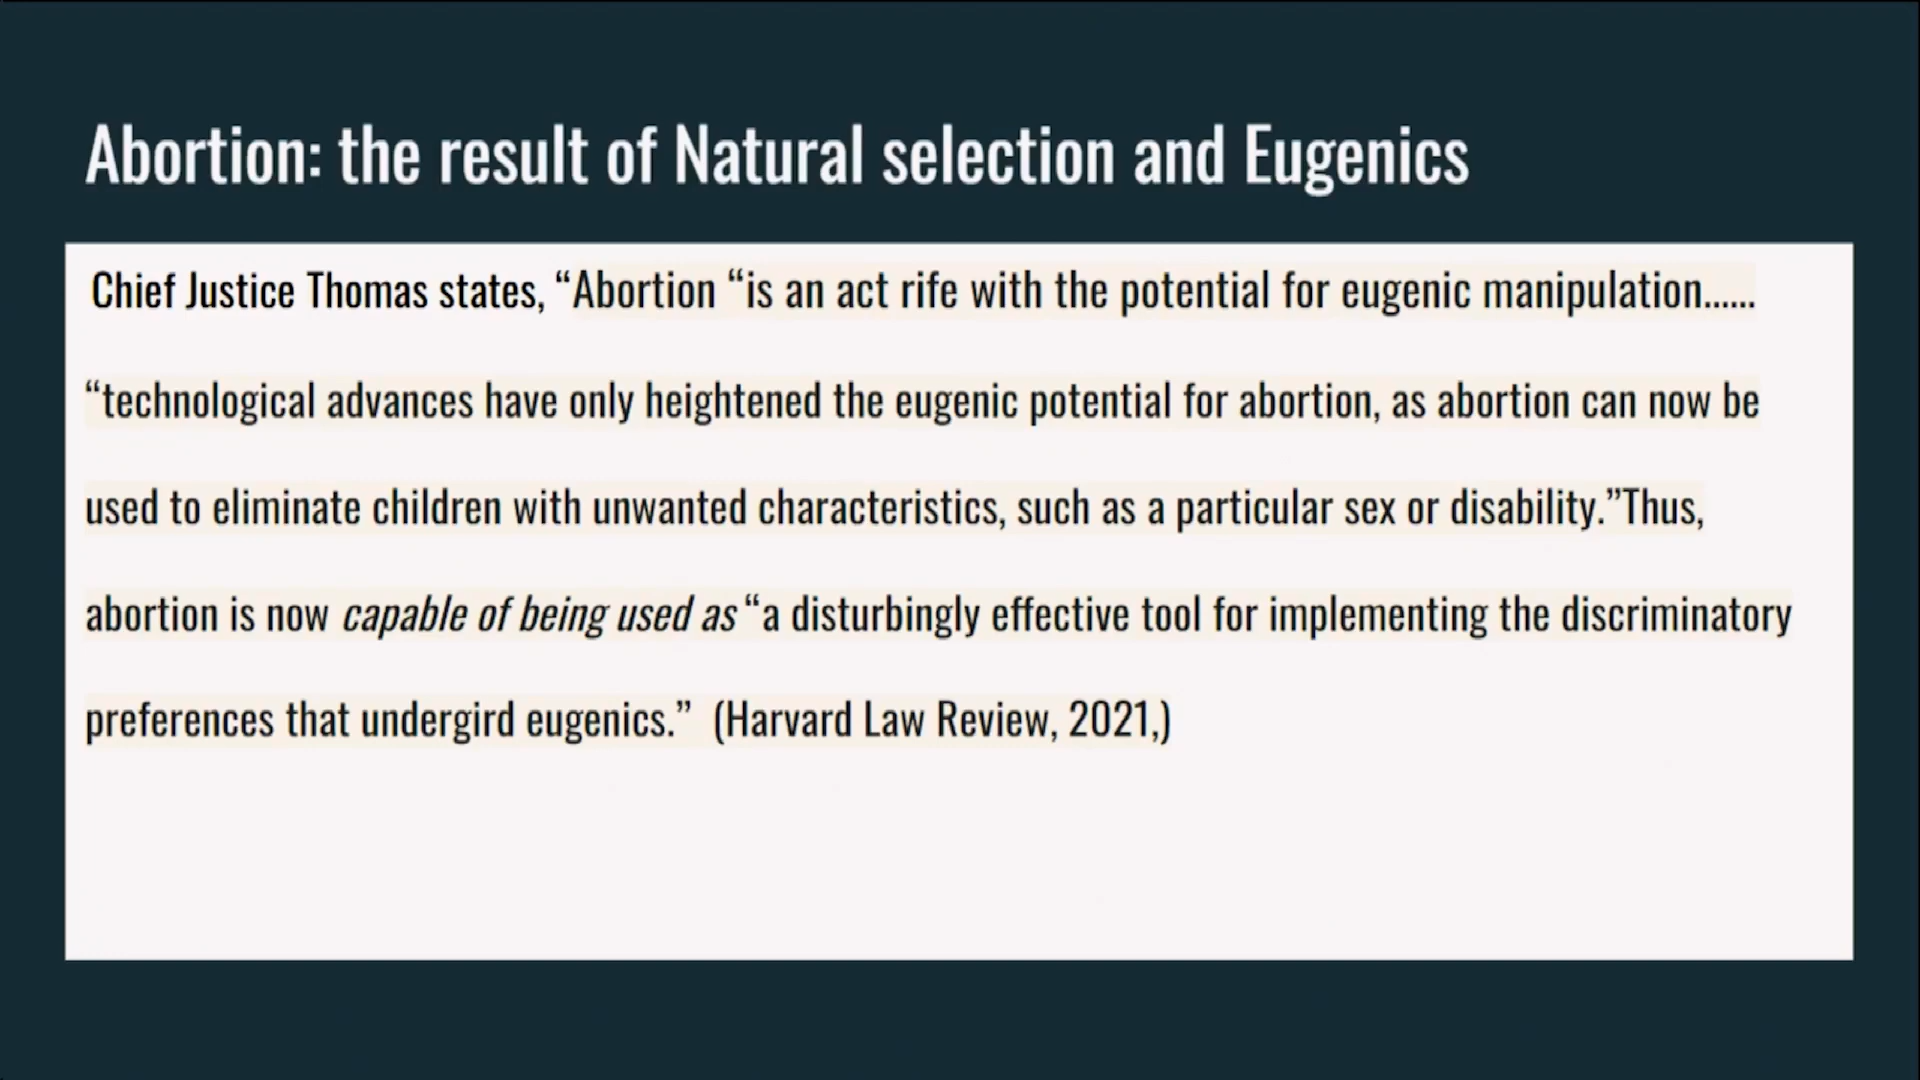 Abortion: the result of Natural selection and Eugenics
Chief Justice Thomas states, “Abortion “is an act rife with the potential for eugenic manipulation......
“technological advances have only heightened the eugenic potential for abortion, as abortion can now be
used to eliminate children with unwanted characteristics, such as a particular sex or disability.”Thus,
abortion is now capable of being used as “a disturbingly effective tool for implementing the discriminatory
preferences that undergird eugenics.” (Harvard Law Review, 2021,)